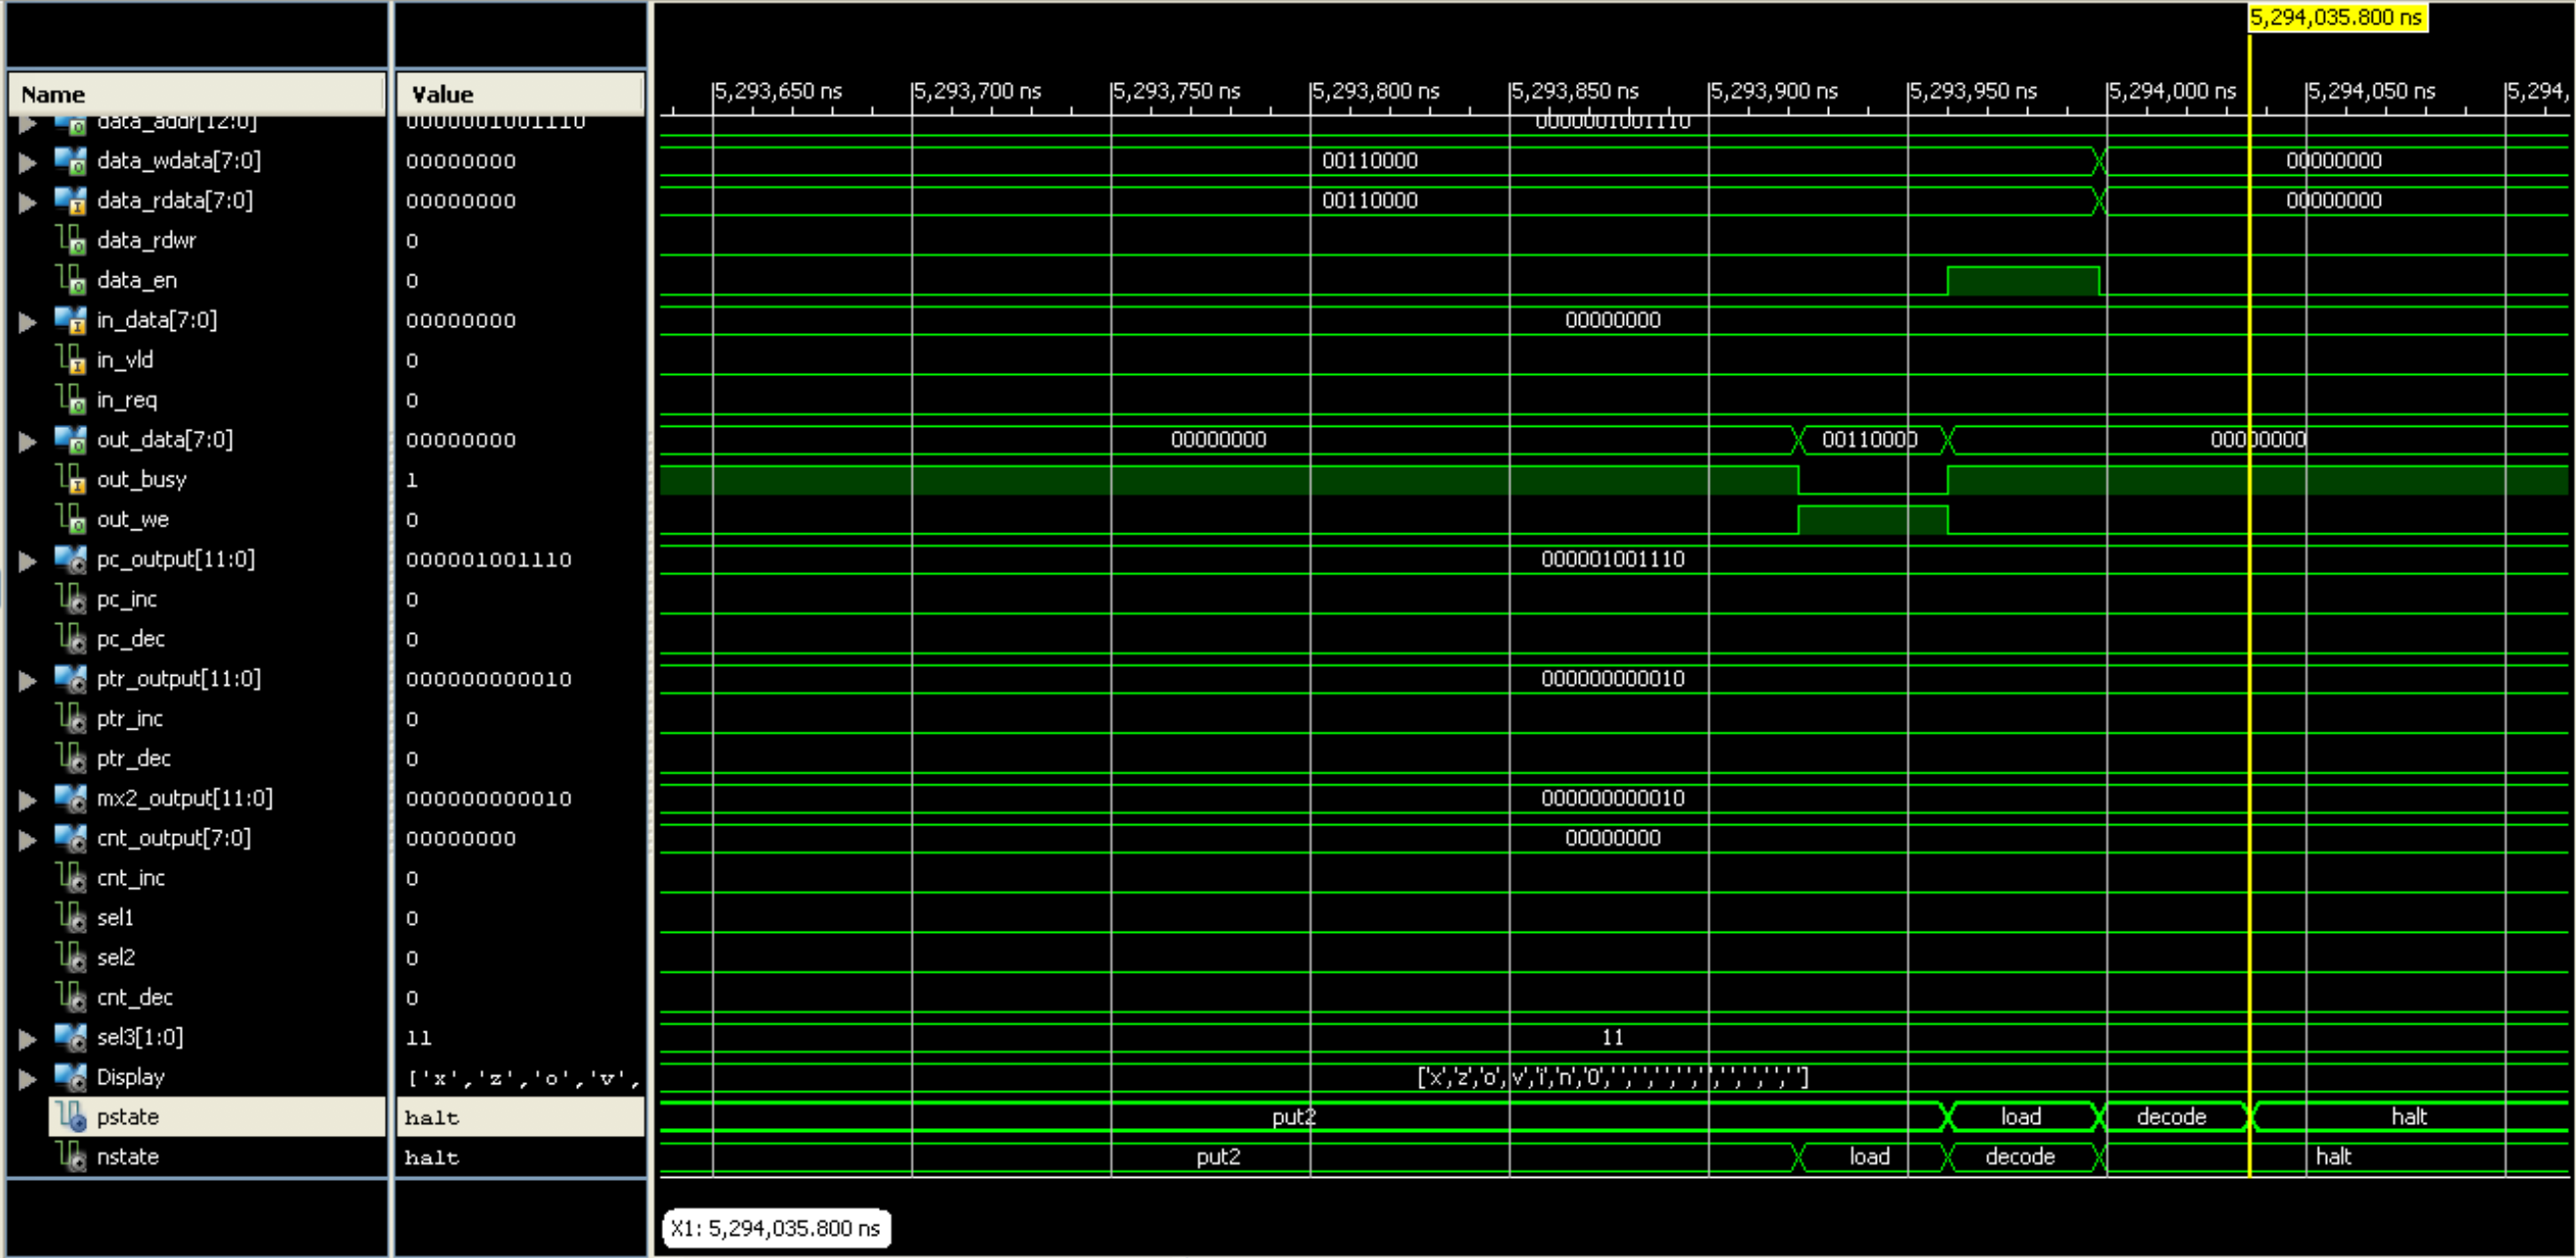 5,294,035.800 ns
Name Value 5,293,650 ns 5,293,700 ns 5,293,750 ns 5,293,800 ns 5,293,850 ns 5,293,900 ns 5,293,950 ns 5,294,000 ns 5,294,050 ns 5,294,
data_addr[12:0] 0000001001110 0000001001110
data_wdata[7:0] 00000000 00110000 00000000
data_rdata[7:0] 00000000 00110000 00000000
data_rdwr 0
data_en 0
in_data[7:0] 00000000 00000000
in_vld 0
in_req 0
out_data[7:0] 00000000 00000000 00110000 00000000
out_busy 1
out_we 0
pc_output[11:0] 000001001110 000001001110
pc_inc 0
pc_dec 0
ptr_output[11:0] 000000000010 000000000010
ptr_inc 0
ptr_dec 0
mx2_output[11:0] 000000000010 000000000010
cnt_output[7:0] 00000000 00000000
cnt_inc 0
sel1 0
sel2 0
cnt_dec 0
sel3[1:0] 11 11
Display ['x','z','o','v', ['x','z','o','v','i','n','0',' ',' ',' ',' ',' ',' ',' ',' ',' ']
pstate halt put2 load decode halt
nstate halt put2 load decode halt
X1: 5,294,035.800 ns